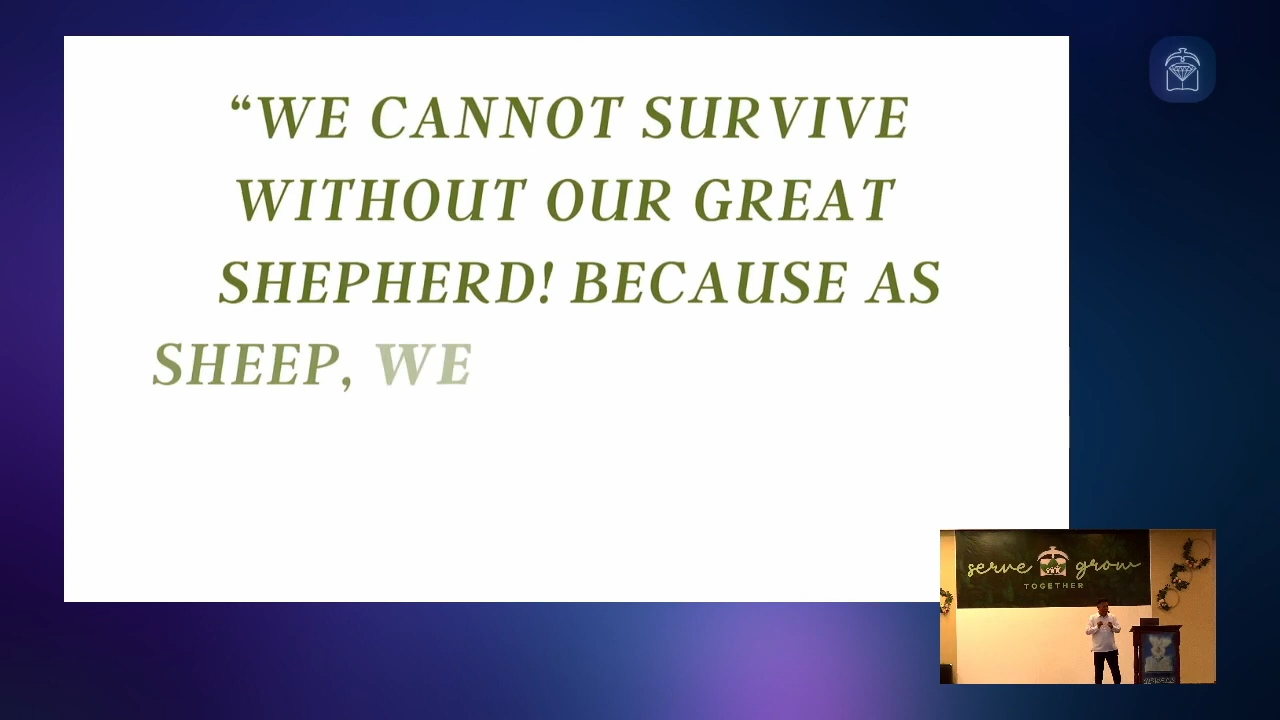 “WE CANNOT SURVIVE
WITHOUT OUR GREAT
SHEPHERD! BECAUSE AS
SHEEP, WE
serve grow
TOGETHER